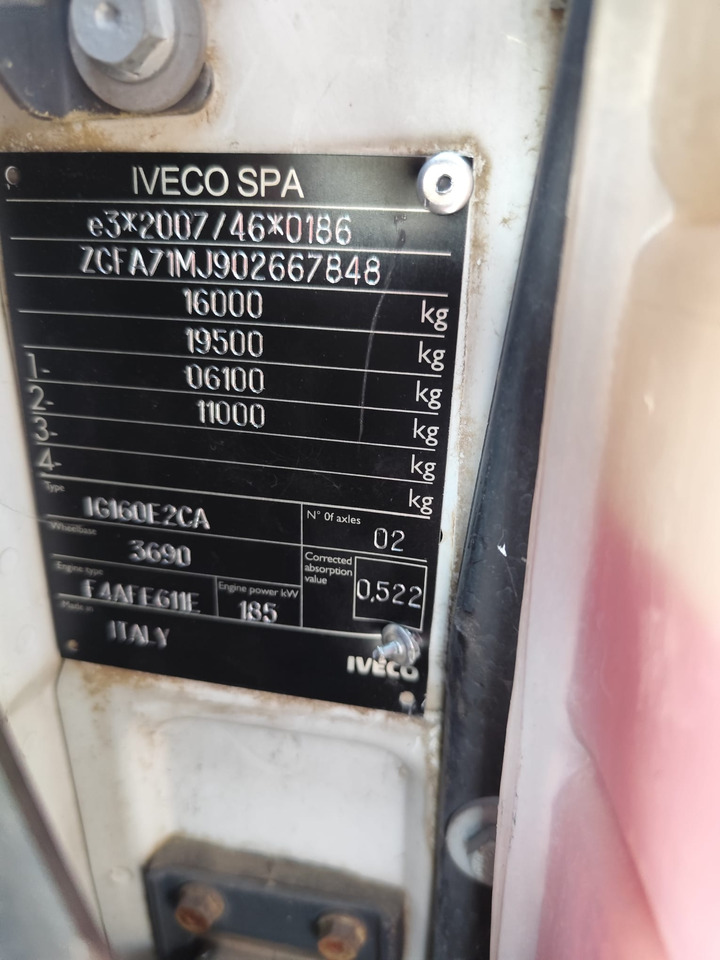 IVECO SPA
e3*2007/46*0186
ZCFA71MJ902667848
16000 kg
19500 kg
1- 06100 kg
2- 11000 kg
3- kg
4- kg
Type IG160E2CA
N° Of axles 02
Wheelbase 3690
Corrected absorption value 0,522
Engine type F4AFE611E
Engine power kW 185
Made in ITALY
IVECO